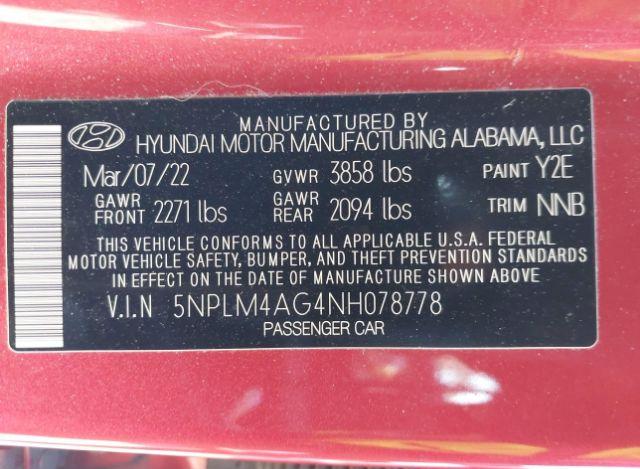 MANUFACTURED BY
HYUNDAI MOTOR MANUFACTURING ALABAMA, LLC
Mar/07/22 GVWR 3858 lbs PAINT Y2E
GAWR FRONT 2271 lbs GAWR REAR 2094 lbs TRIM NNB
THIS VEHICLE CONFORMS TO ALL APPLICABLE U.S.A. FEDERAL
MOTOR VEHICLE SAFETY, BUMPER, AND THEFT PREVENTION STANDARDS
IN EFFECT ON THE DATE OF MANUFACTURE SHOWN ABOVE
V.I.N 5NPLM4AG4NH078778
PASSENGER CAR